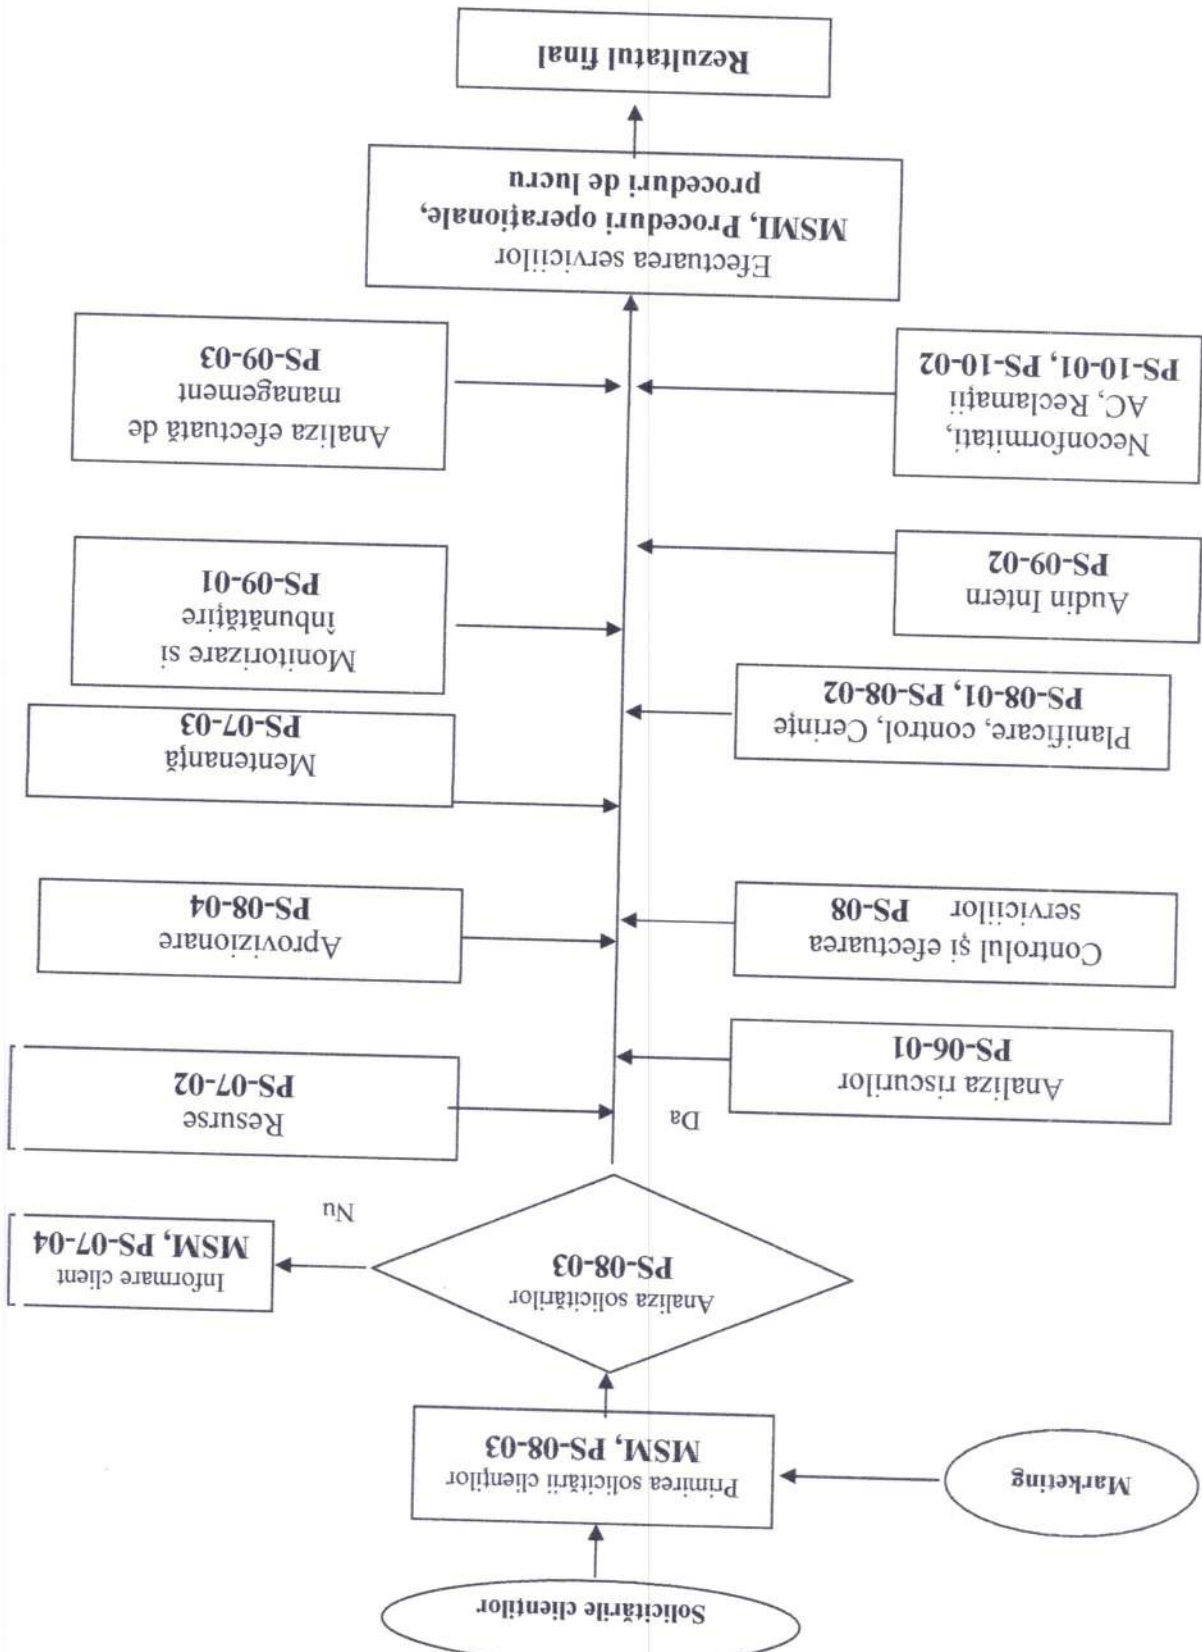 Solicitările clienților
Marketing
Primirea solicitării clienților
MSM, PS-08-03
Analiza solicitărilor
PS-08-03
Nu
Informare client
MSM, PS-07-04
Da
Analiza riscurilor
PS-06-01
Resurse
PS-07-02
Controlul și efectuarea
serviciilor PS-08
Aprovizionare
PS-08-04
Planificare, control, Cerințe
PS-08-01, PS-08-02
Mentenanță
PS-07-03
Audin Intern
PS-09-02
Monitorizare si
înbunătățire
PS-09-01
Neconformitati,
AC, Reclamații
PS-10-01, PS-10-02
Analiza efectuată de
management
PS-09-03
Efectuarea serviciilor
MSMI, Proceduri operaționale,
proceduri de lucru
Rezultatul final